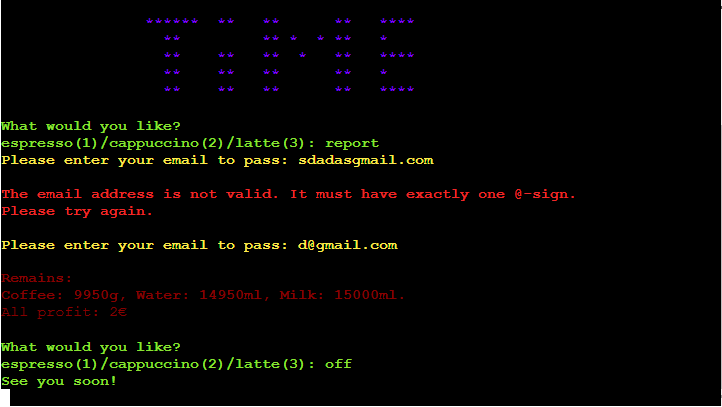 TIME
What would you like?
espresso(1)/cappuccino(2)/latte(3): report
Please enter your email to pass: sdadasgmail.com
The email address is not valid. It must have exactly one @-sign.
Please try again.
Please enter your email to pass: d@gmail.com
Remains:
Coffee: 9950g, Water: 14950ml, Milk: 15000ml.
All profit: 2€
What would you like?
espresso(1)/cappuccino(2)/latte(3): off
See you soon!